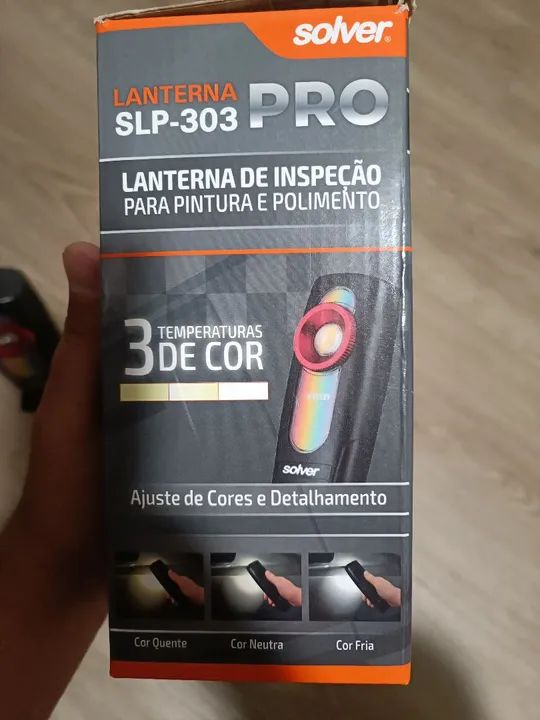 solver®
LANTERNA
SLP-303 PRO
LANTERNA DE INSPEÇÃO
PARA PINTURA E POLIMENTO
3 TEMPERATURAS
DE COR
solver
Ajuste de Cores e Detalhamento
Cor Quente Cor Neutra Cor Fria